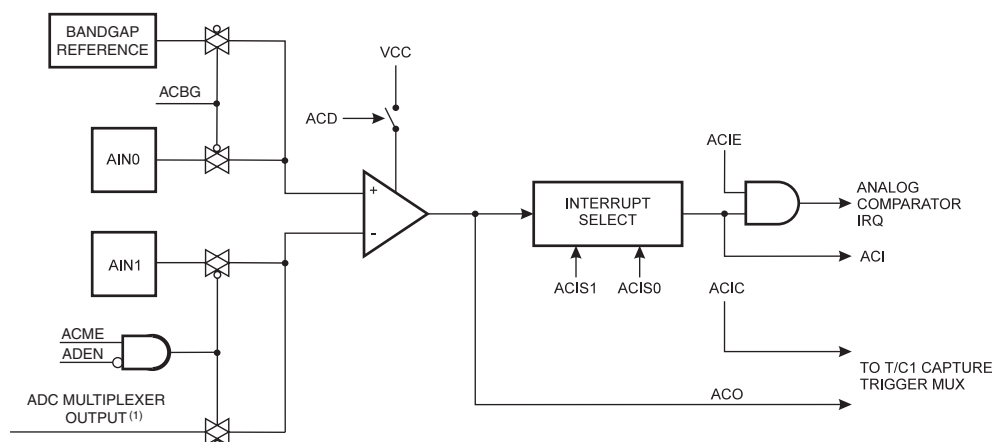 BANDGAP
REFERENCE
ACBG
AIN0
VCC
ACD
+
-
AIN1
ACME
ADEN
ADC MULTIPLEXER
OUTPUT (1)
INTERRUPT
SELECT
ACIS1
ACIS0
ACIE
ANALOG
COMPARATOR
IRQ
ACI
ACIC
TO T/C1 CAPTURE
TRIGGER MUX
ACO